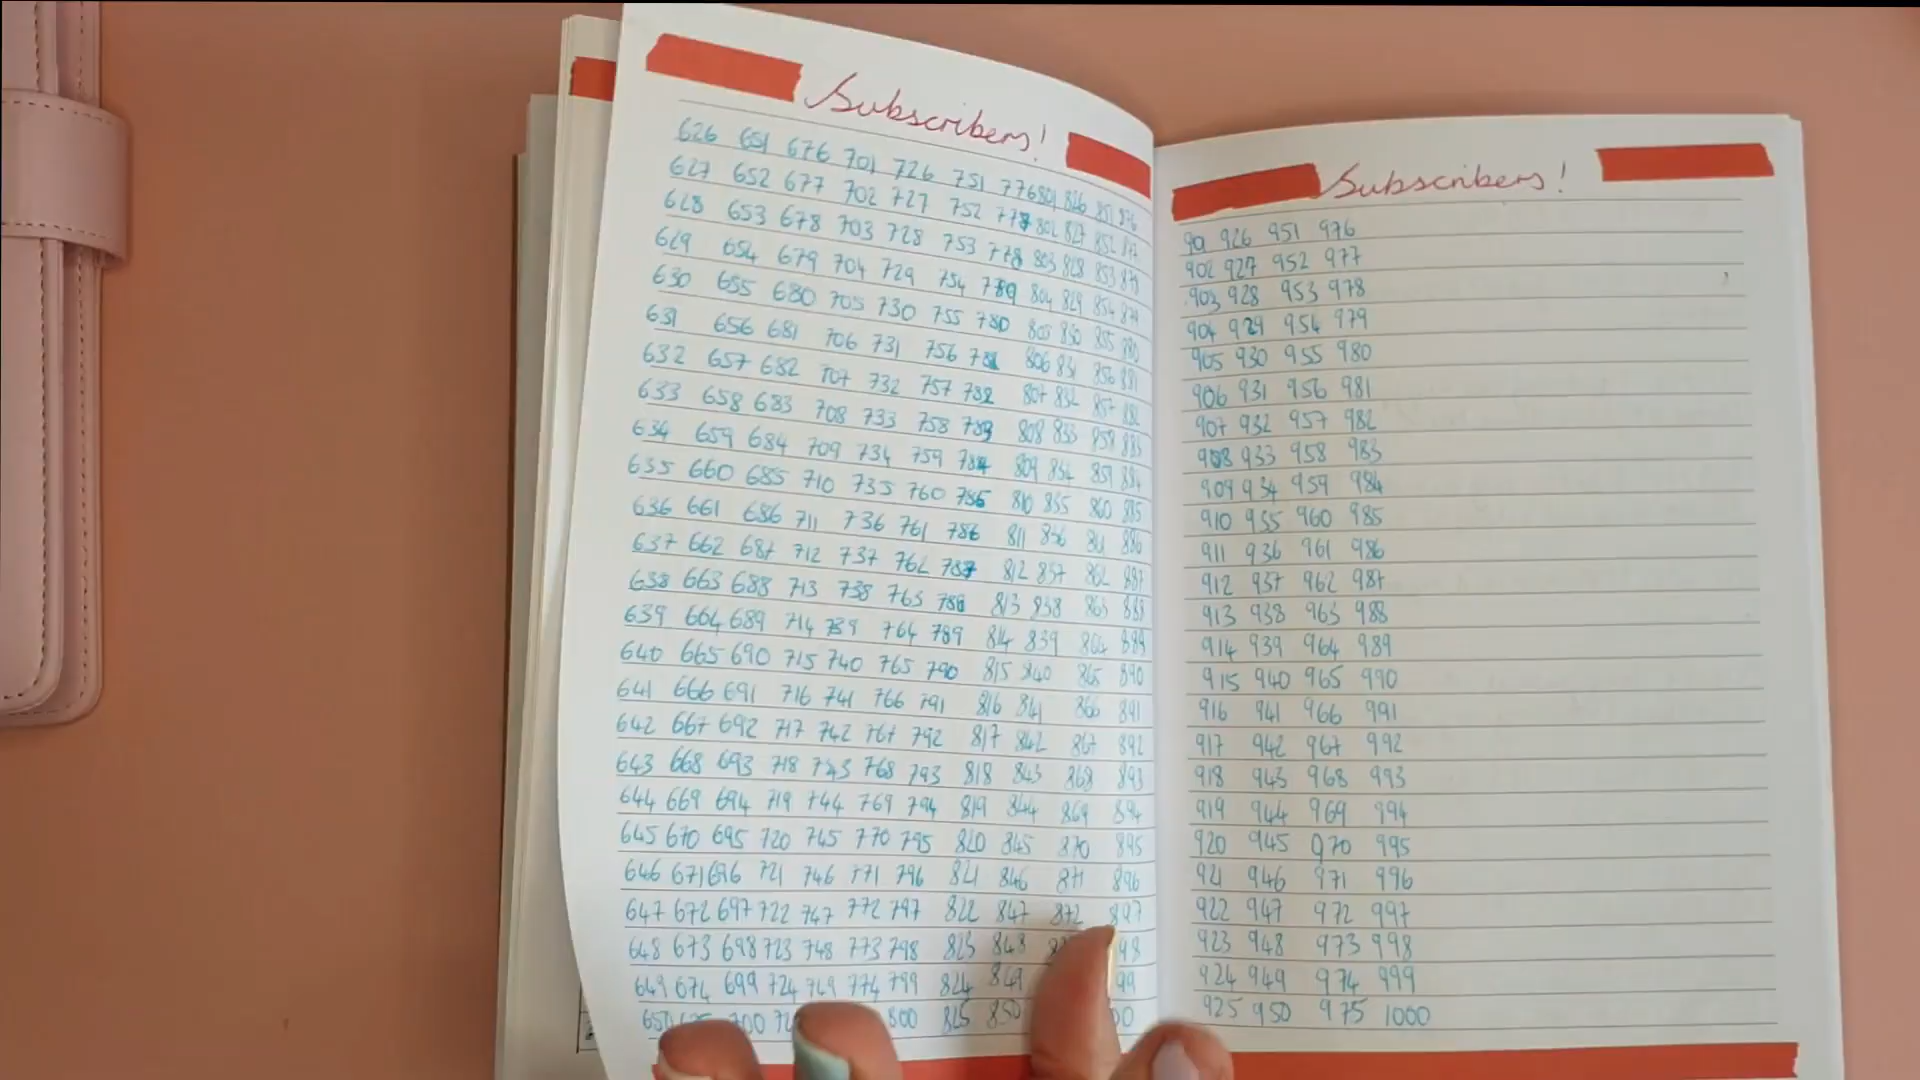 Subscribers!
626 651 676 701 726 751 776 801 826 851 876
627 652 677 702 727 752 777 802 827 852 877
628 653 678 703 728 753 778 803 828 853 878
629 654 679 704 729 754 789 804 829 854 879
630 655 680 705 730 755 780 805 830 855 880
631 656 681 706 731 756 781 806 831 856 881
632 657 682 707 732 757 782 807 832 857 882
633 658 683 708 733 758 783 808 833 858 883
634 659 684 709 734 759 784 809 834 859 884
635 660 685 710 735 760 785 810 835 860 885
636 661 686 711 736 761 786 811 836 861 886
637 662 687 712 737 762 787 812 837 862 887
638 663 688 713 738 763 788 813 838 863 888
639 664 689 714 739 764 789 814 839 864 889
640 665 690 715 740 765 790 815 840 865 890
641 666 691 716 741 766 791 816 841 866 891
642 667 692 717 742 767 792 817 842 867 892
643 668 693 718 743 768 793 818 843 868 893
644 669 694 719 744 769 794 819 844 869 894
645 670 695 720 745 770 795 820 845 870 895
646 671 696 721 746 771 796 821 846 871 896
647 672 697 722 747 772 797 822 847 872 897
648 673 698 723 748 773 798 823 848 98
649 674 699 724 749 774 799 824 849 99
650 700 800 825 850
Subscribers!
901 926 951 976
902 927 952 977
903 928 953 978
904 929 954 979
905 930 955 980
906 931 956 981
907 932 957 982
908 933 958 983
909 934 959 984
910 935 960 985
911 936 961 986
912 937 962 987
913 938 963 988
914 939 964 989
915 940 965 990
916 941 966 991
917 942 967 992
918 943 968 993
919 944 969 994
920 945 970 995
921 946 971 996
922 947 972 997
923 948 973 998
924 949 974 999
925 950 975 1000